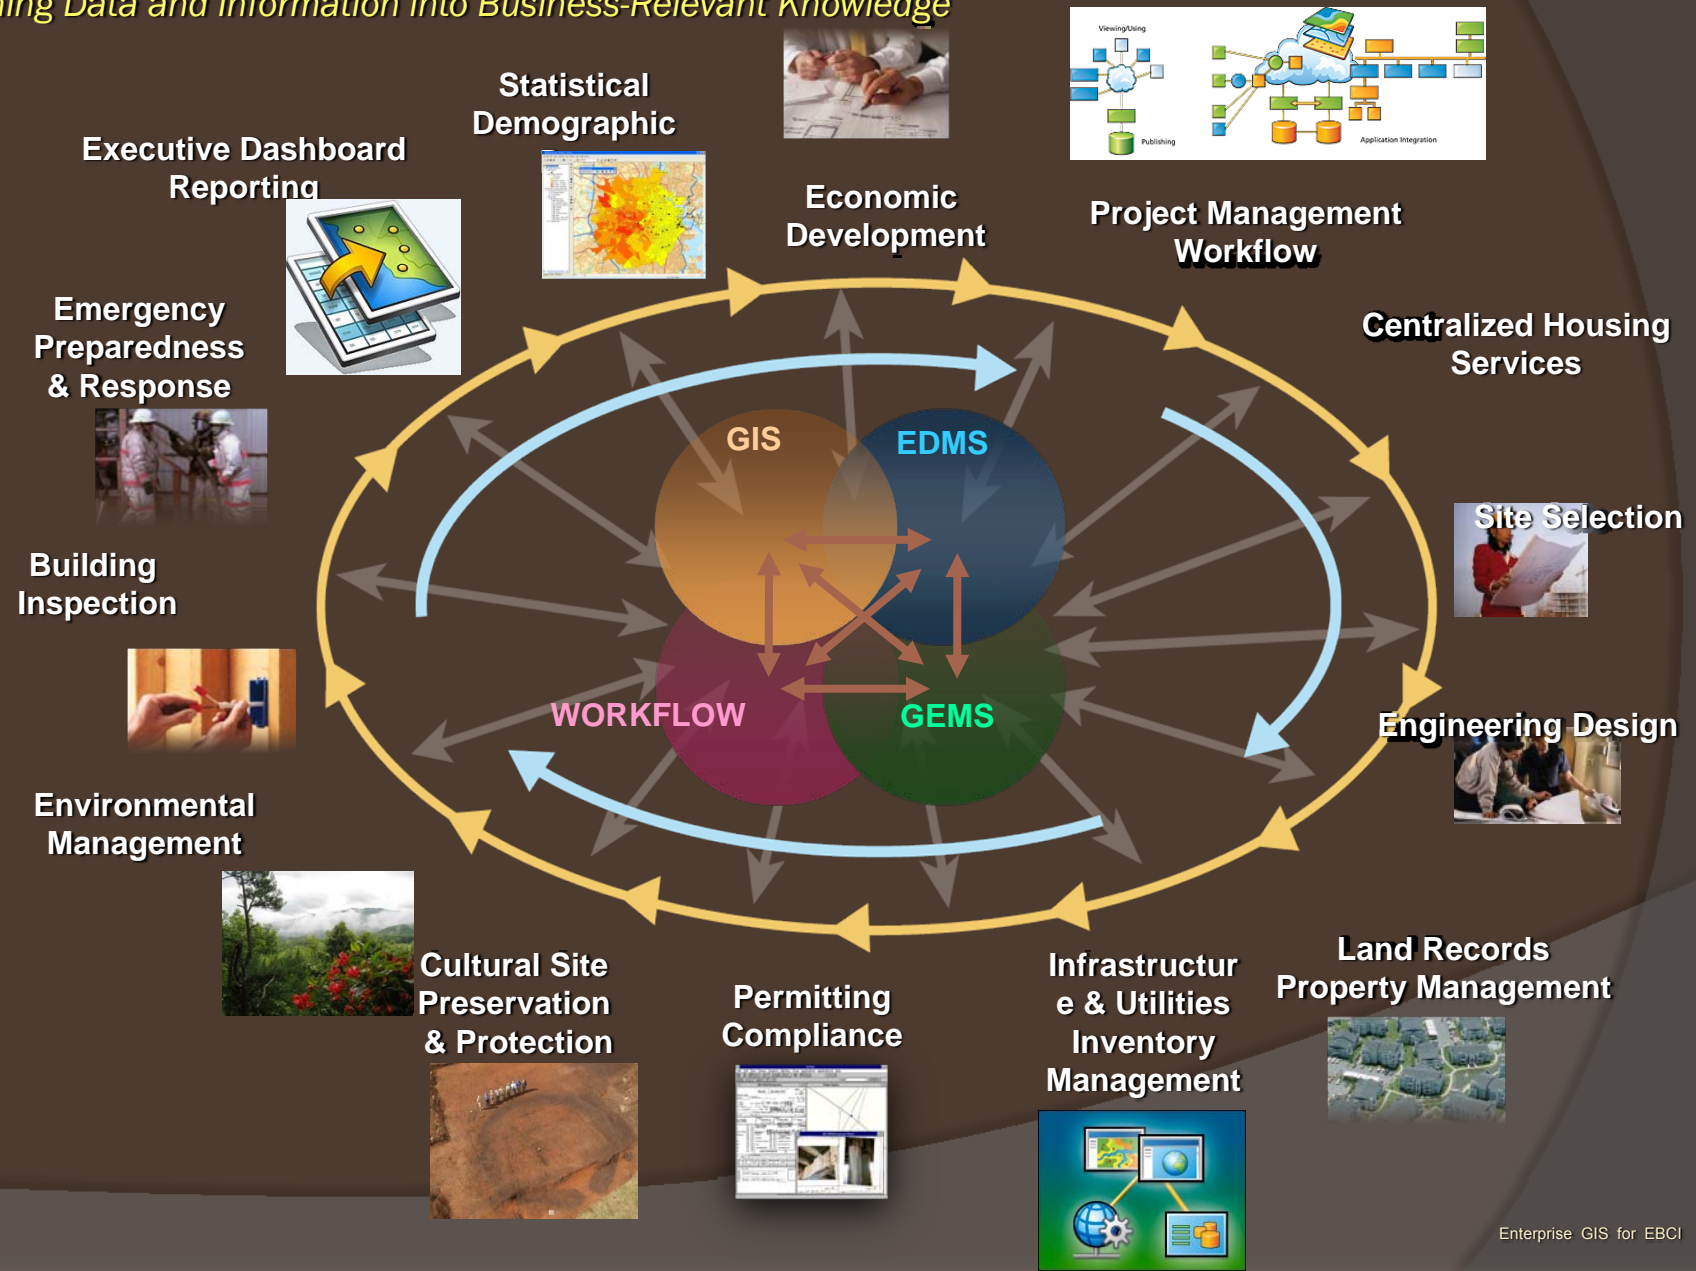 ning Data and Information into Business-Relevant Knowledge
Viewing/Using
Publishing
Application Integration
Statistical
Demographic
Executive Dashboard
Reporting
Economic
Development
Project Management
Workflow
Emergency
Preparedness
& Response
Centralized Housing
Services
GIS
EDMS
Site Selection
Building
Inspection
WORKFLOW
GEMS
Engineering Design
Environmental
Management
Cultural Site
Preservation
& Protection
Permitting
Compliance
Infrastructur
e & Utilities
Inventory
Management
Land Records
Property Management
Enterprise GIS for EBCI